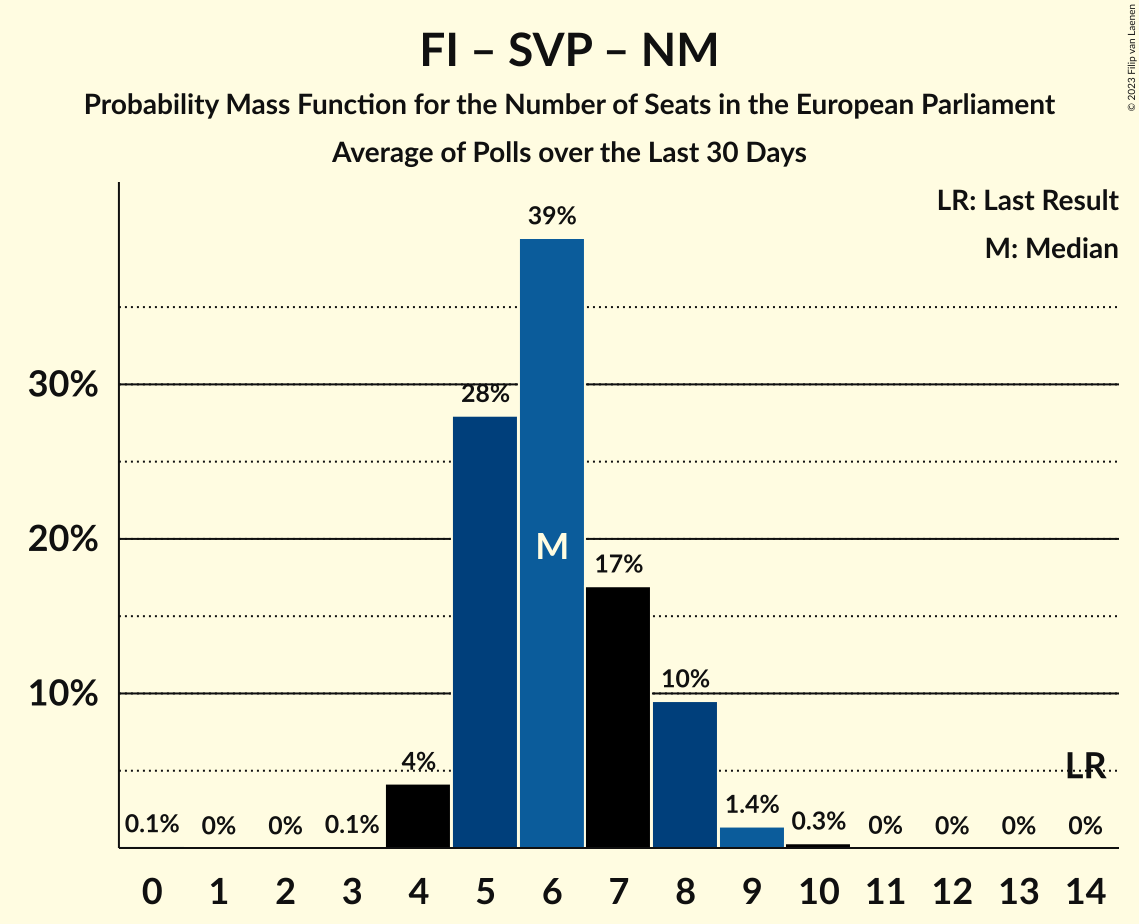 FI – SVP – NM
Probability Mass Function for the Number of Seats in the European Parliament
Average of Polls over the Last 30 Days
© 2023 Filip van Laenen
LR: Last Result
M: Median
39%
30%
28%
20%
M
17%
10%
10%
4%
LR
0.1% 0% 0% 0.1% 1.4% 0.3% 0% 0% 0% 0%
0 1 2 3 4 5 6 7 8 9 10 11 12 13 14